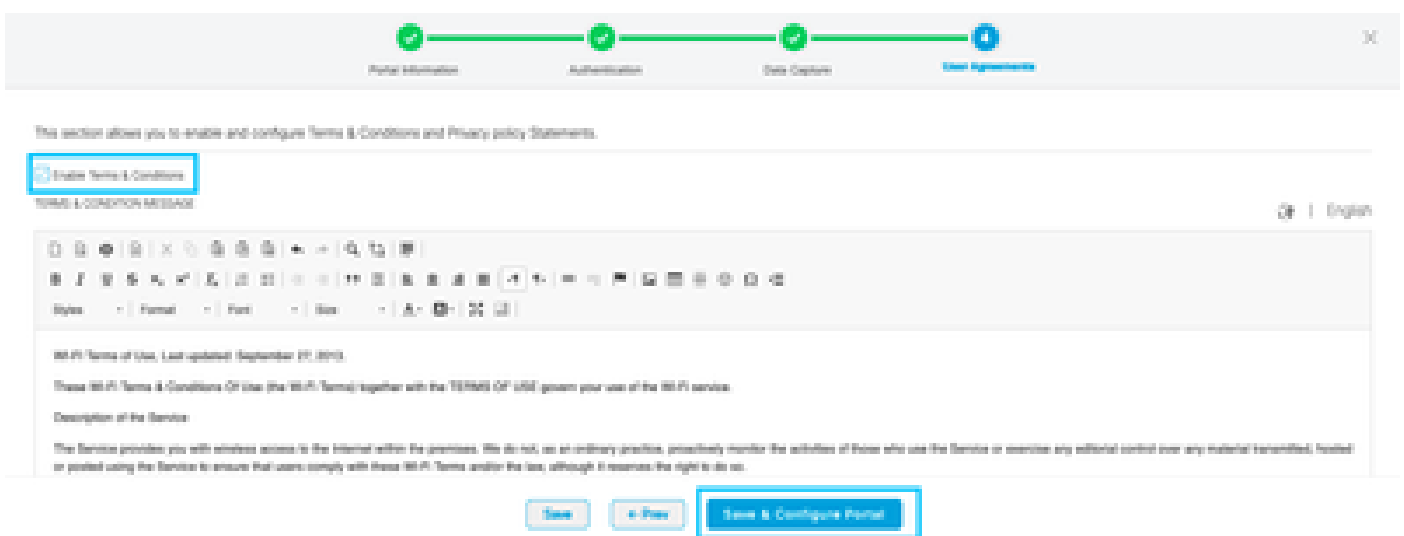 Portal Information
Authentication
Data Capture
User Agreements
This section allows you to enable and configure Terms & Conditions and Privacy policy Statements.
Enable Terms & Conditions
TERMS & CONDITION MESSAGE
English
B I U S
Styles Format Font Size
Wi-Fi Terms of Use, Last updated: September 27, 2013.
These Wi-Fi Terms & Conditions Of Use (the Wi-Fi Terms) together with the TERMS OF USE govern your use of the Wi-Fi service.
Description of the Service
The Service provides you with wireless access to the Internet within the premises. We do not, as an ordinary practice, proactively monitor the activities of those who use the Service or exercise any editorial control over any material transmitted, hosted
or posted using the Service to ensure that users comply with these Wi-Fi Terms and/or the law, although it reserves the right to do so.
Save
Prev
Save & Configure Portal